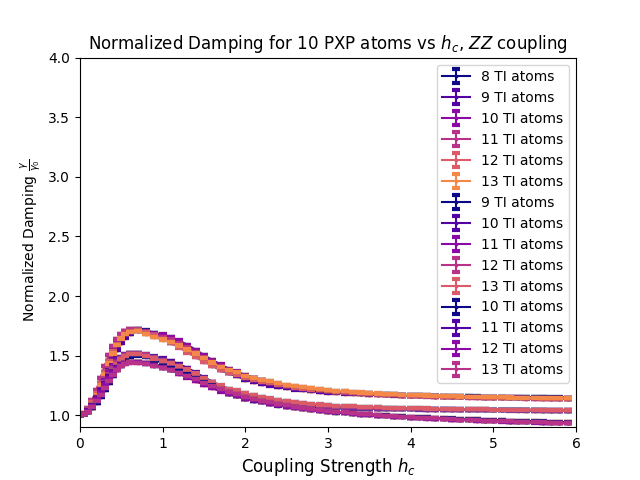 Normalized Damping for 10 PXP atoms vs $h_c$, $ZZ$ coupling
4.0
3.5
3.0
2.5
2.0
1.5
1.0
Normalized Damping $\frac{\gamma}{\gamma_0}$
8 TI atoms
9 TI atoms
10 TI atoms
11 TI atoms
12 TI atoms
13 TI atoms
9 TI atoms
10 TI atoms
11 TI atoms
12 TI atoms
13 TI atoms
10 TI atoms
11 TI atoms
12 TI atoms
13 TI atoms
0 1 2 3 4 5 6
Coupling Strength $h_c$